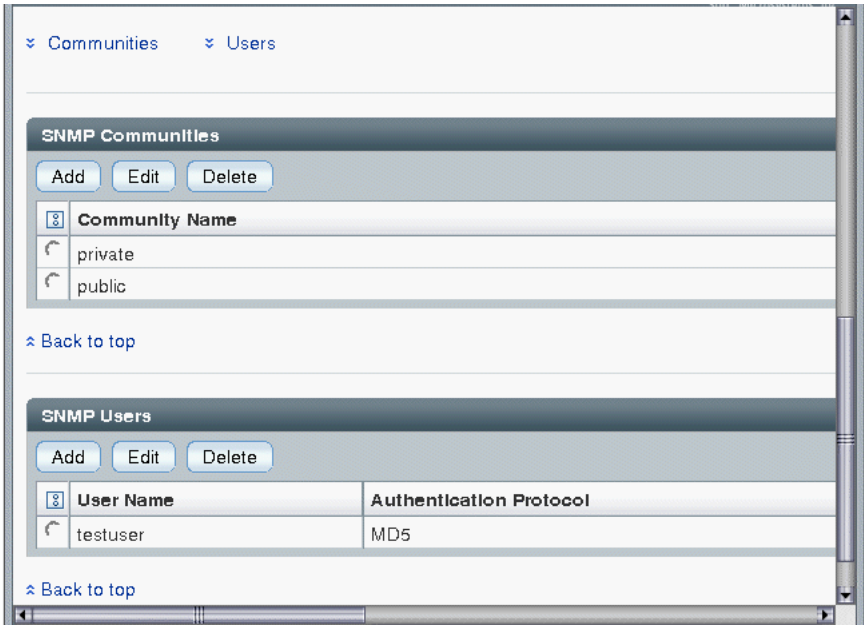 Communities Users
SNMP Communities
Add Edit Delete
Community Name
private
public
Back to top
SNMP Users
Add Edit Delete
User Name Authentication Protocol
testuser MD5
Back to top